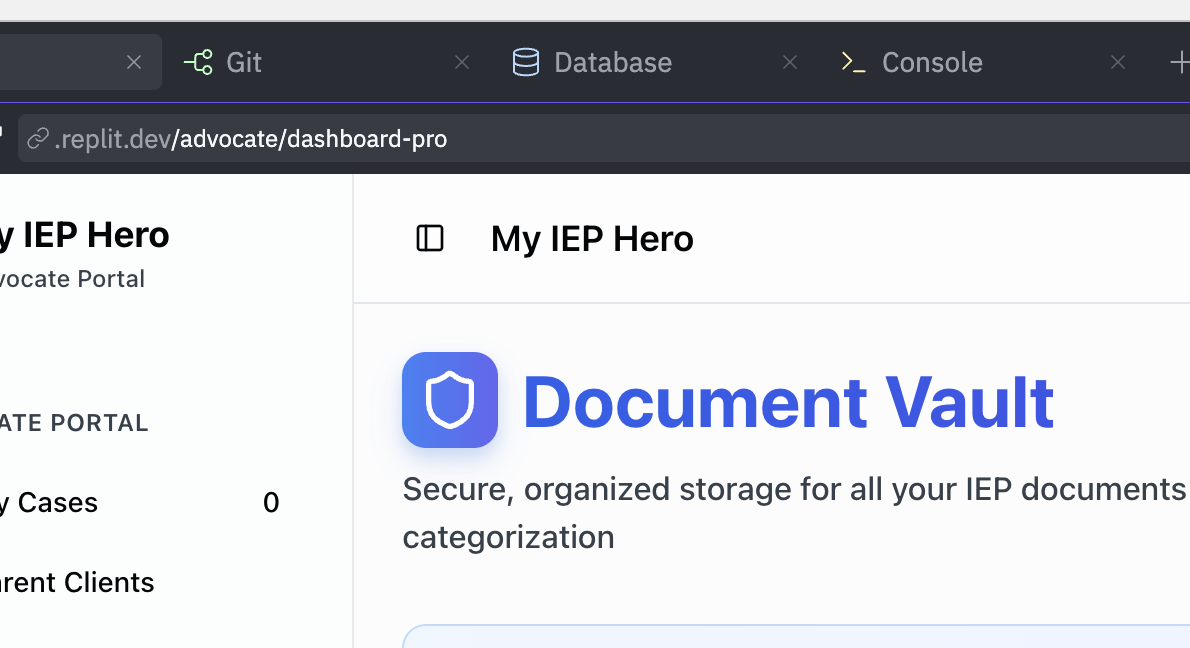 Git
Database
Console
.replit.dev/advocate/dashboard-pro
y IEP Hero
vocate Portal
My IEP Hero
Document Vault
Secure, organized storage for all your IEP documents
categorization
ATE PORTAL
y Cases 0
rent Clients